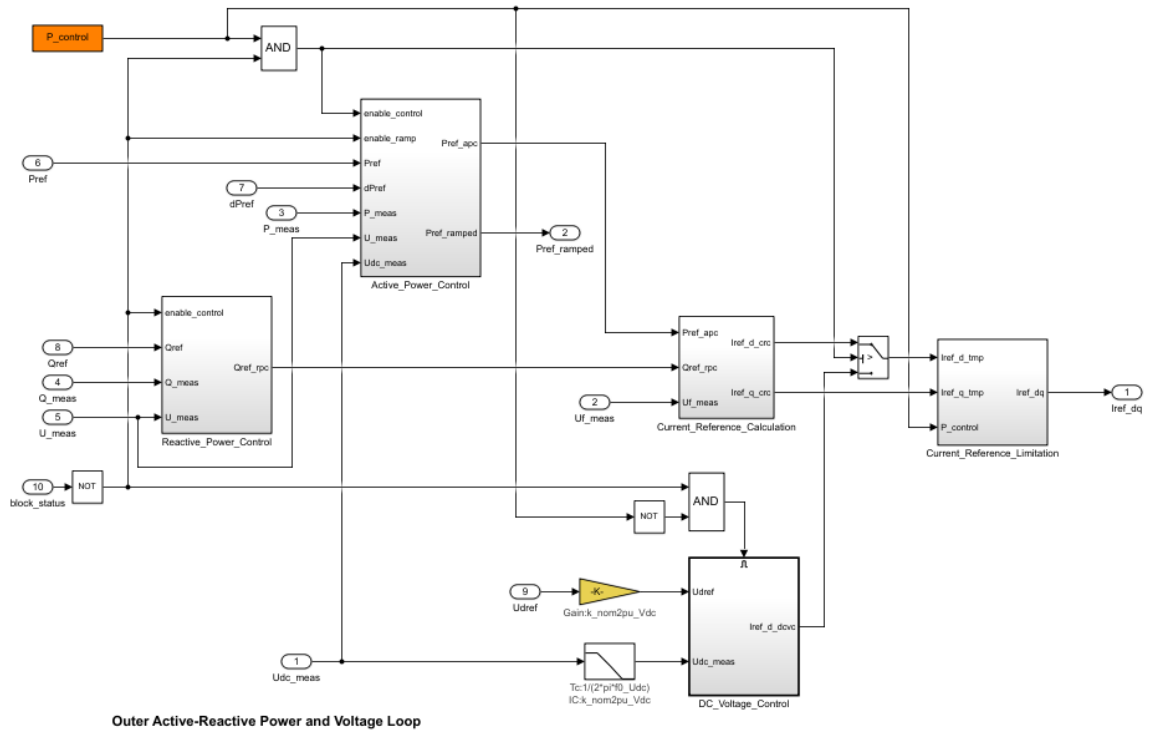 P_control
AND
enable_control
enable_ramp
Pref_apc
6
Pref
Pref
7
dPref
dPref
3
P_meas
P_meas
U_meas
Pref_ramped
2
Pref_ramped
Udc_meas
Active_Power_Control
enable_control
8
Qref
Qref
Qref_rpc
4
Q_meas
Q_meas
5
U_meas
U_meas
Reactive_Power_Control
Pref_apc
Iref_d_crc
Qref_rpc
2
Uf_meas
Uf_meas
Iref_q_crc
Current_Reference_Calculation
>
Iref_d_tmp
Iref_q_tmp
Iref_dq
P_control
Current_Reference_Limitation
1
Iref_dq
10
block_status
NOT
AND
NOT
9
Udref
-K-
Gain:k_nom2pu_Vdc
Udref
Iref_d_dcvc
1
Udc_meas
Tc:1/(2*pi*f0_Udc)
IC:k_nom2pu_Vdc
Udc_meas
DC_Voltage_Control
Outer Active-Reactive Power and Voltage Loop